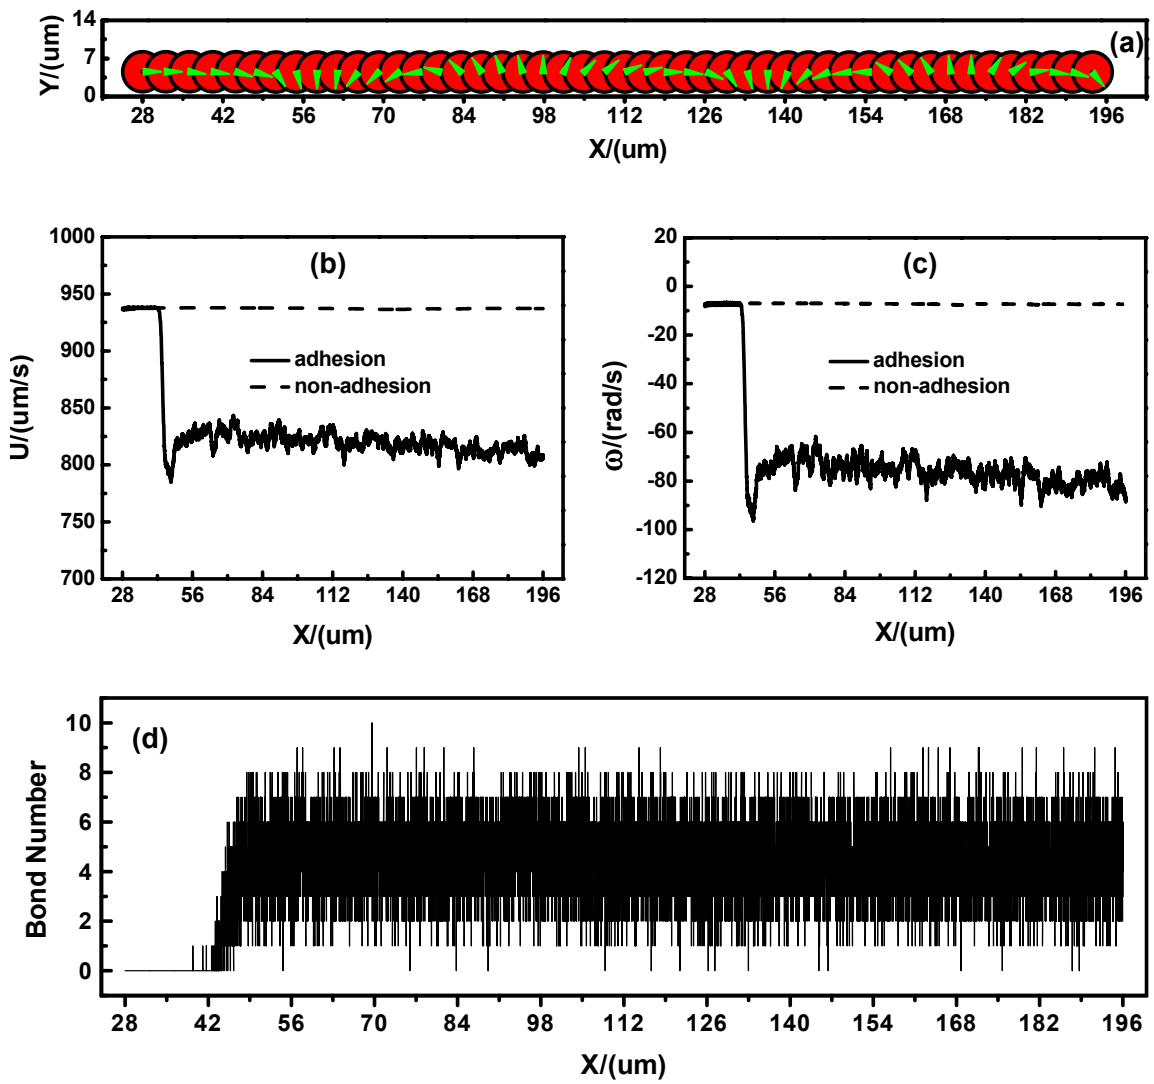 14
7
0
Y/(um)
(a)
28 42 56 70 84 98 112 126 140 154 168 182 196
X/(um)
1000
950
900
850
800
750
700
U/(um/s)
(b)
adhesion
non-adhesion
28 56 84 112 140 168 196
X/(um)
20
0
-20
-40
-60
-80
-100
-120
ω/(rad/s)
(c)
adhesion
non-adhesion
28 56 84 112 140 168 196
X/(um)
10
8
6
4
2
0
Bond Number
(d)
28 42 56 70 84 98 112 126 140 154 168 182 196
X/(um)